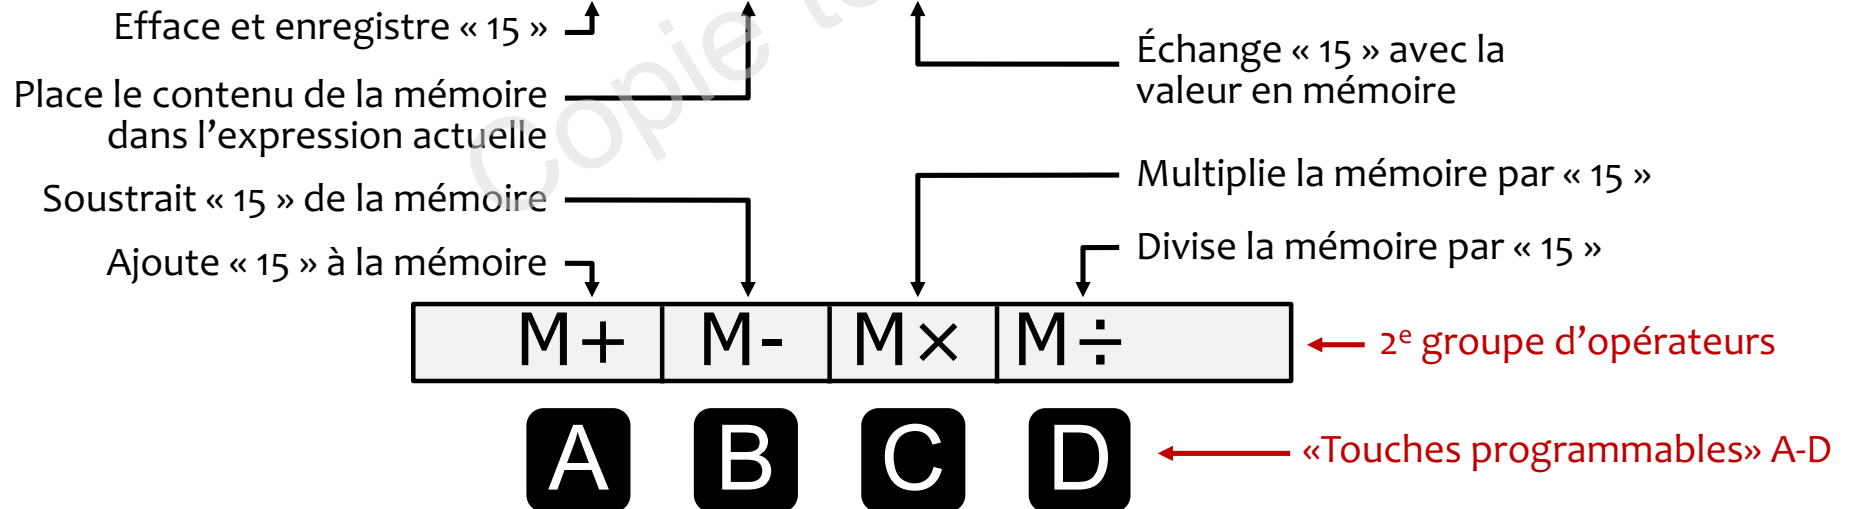 Efface et enregistre « 15 »
Échange « 15 » avec la
valeur en mémoire
Place le contenu de la mémoire
dans l’expression actuelle
Soustrait « 15 » de la mémoire
Multiplie la mémoire par « 15 »
Ajoute « 15 » à la mémoire
Divise la mémoire par « 15 »
M+ M- M× M÷
2e groupe d’opérateurs
A B C D
«Touches programmables» A-D
Copie